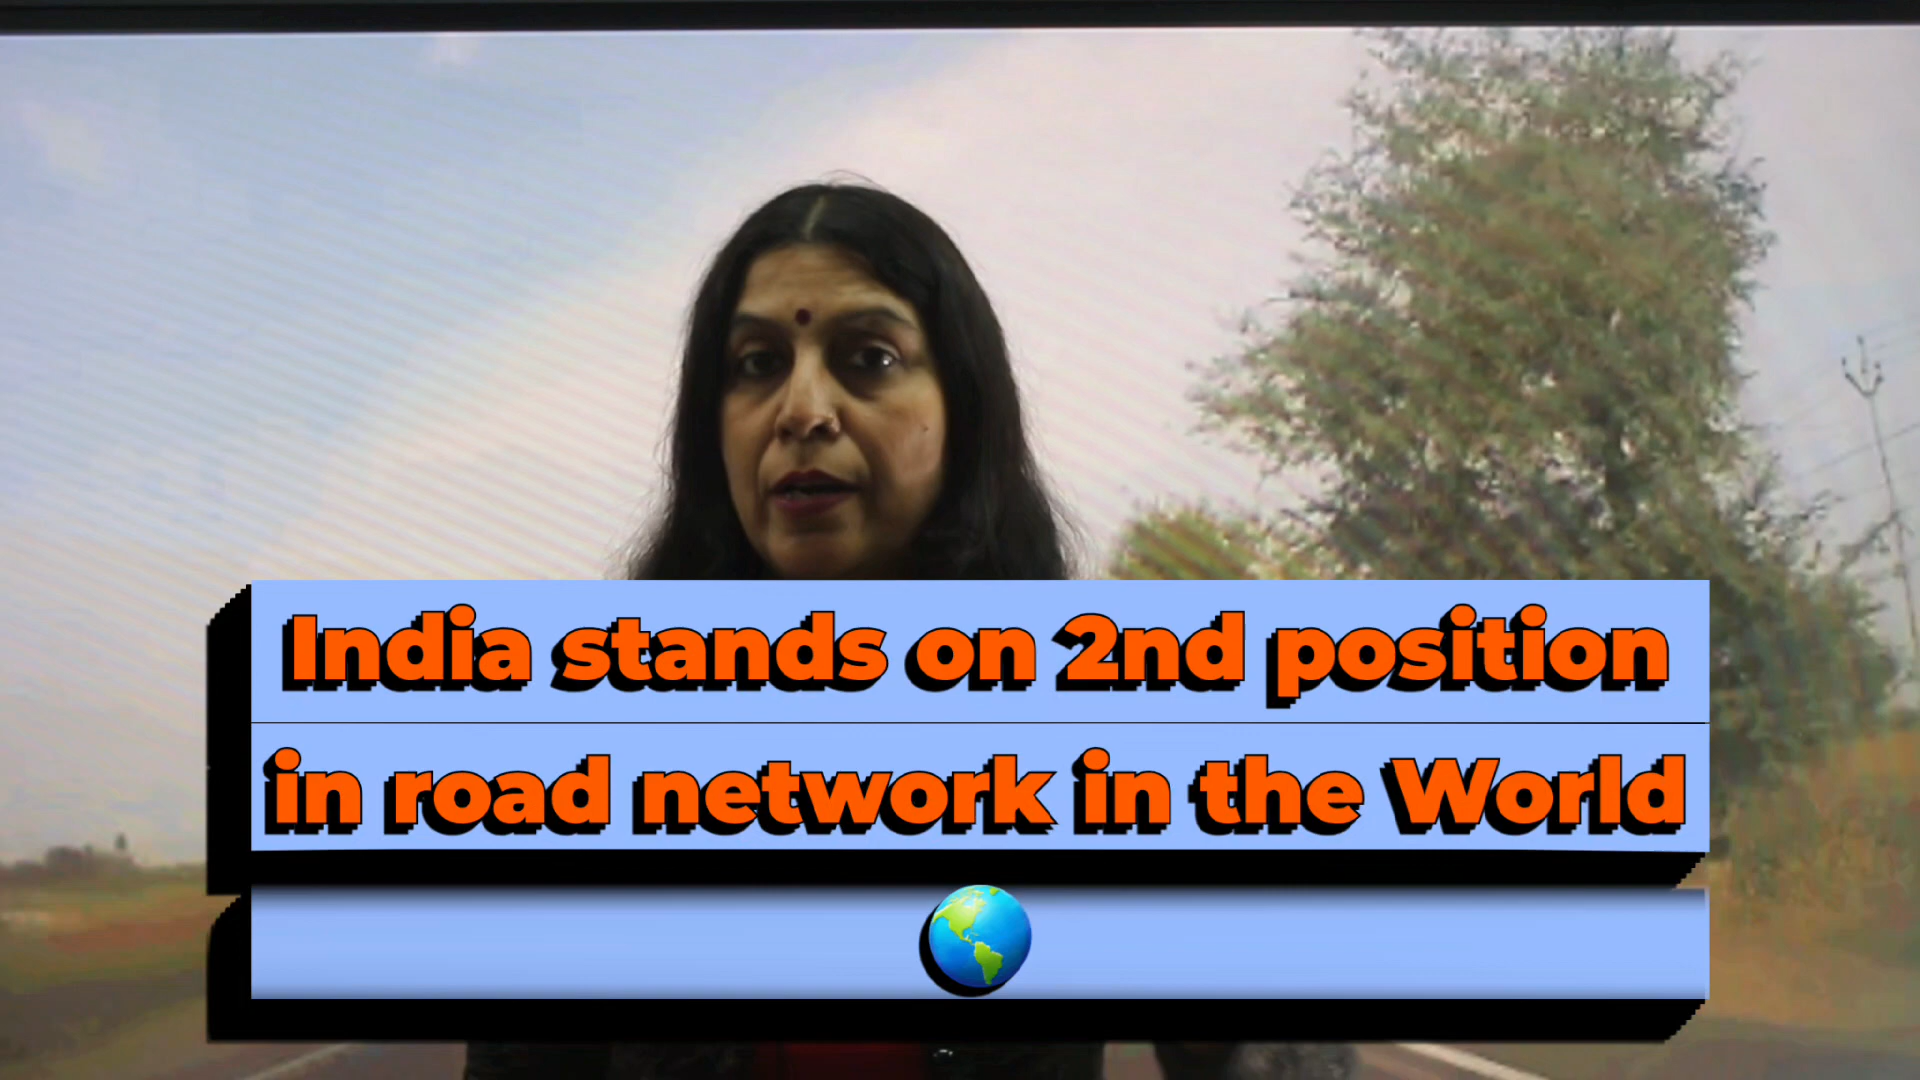 India stands on 2nd position
in road network in the World